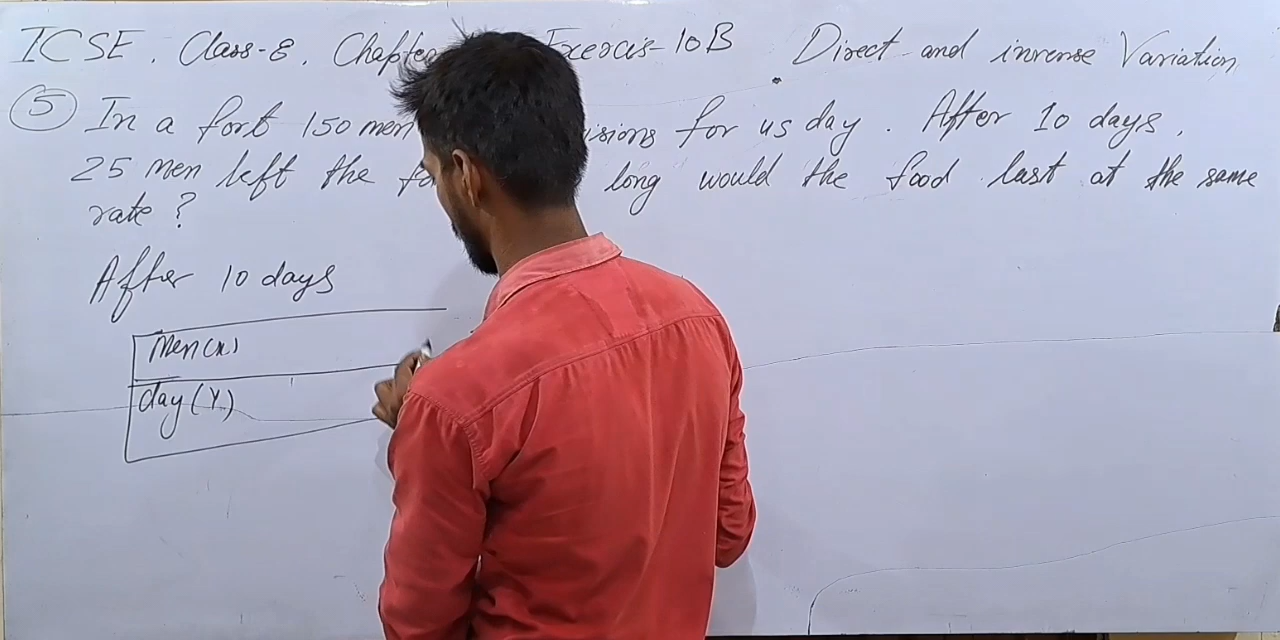 ICSE . Class-8 . Chapter Exercis-10B Direct and inverse Variation
5 In a fort 150 men for us day . After 10 days ,
25 men left the long would the food last at the same
rate ?
After 10 days
Men(x)
day (Y)